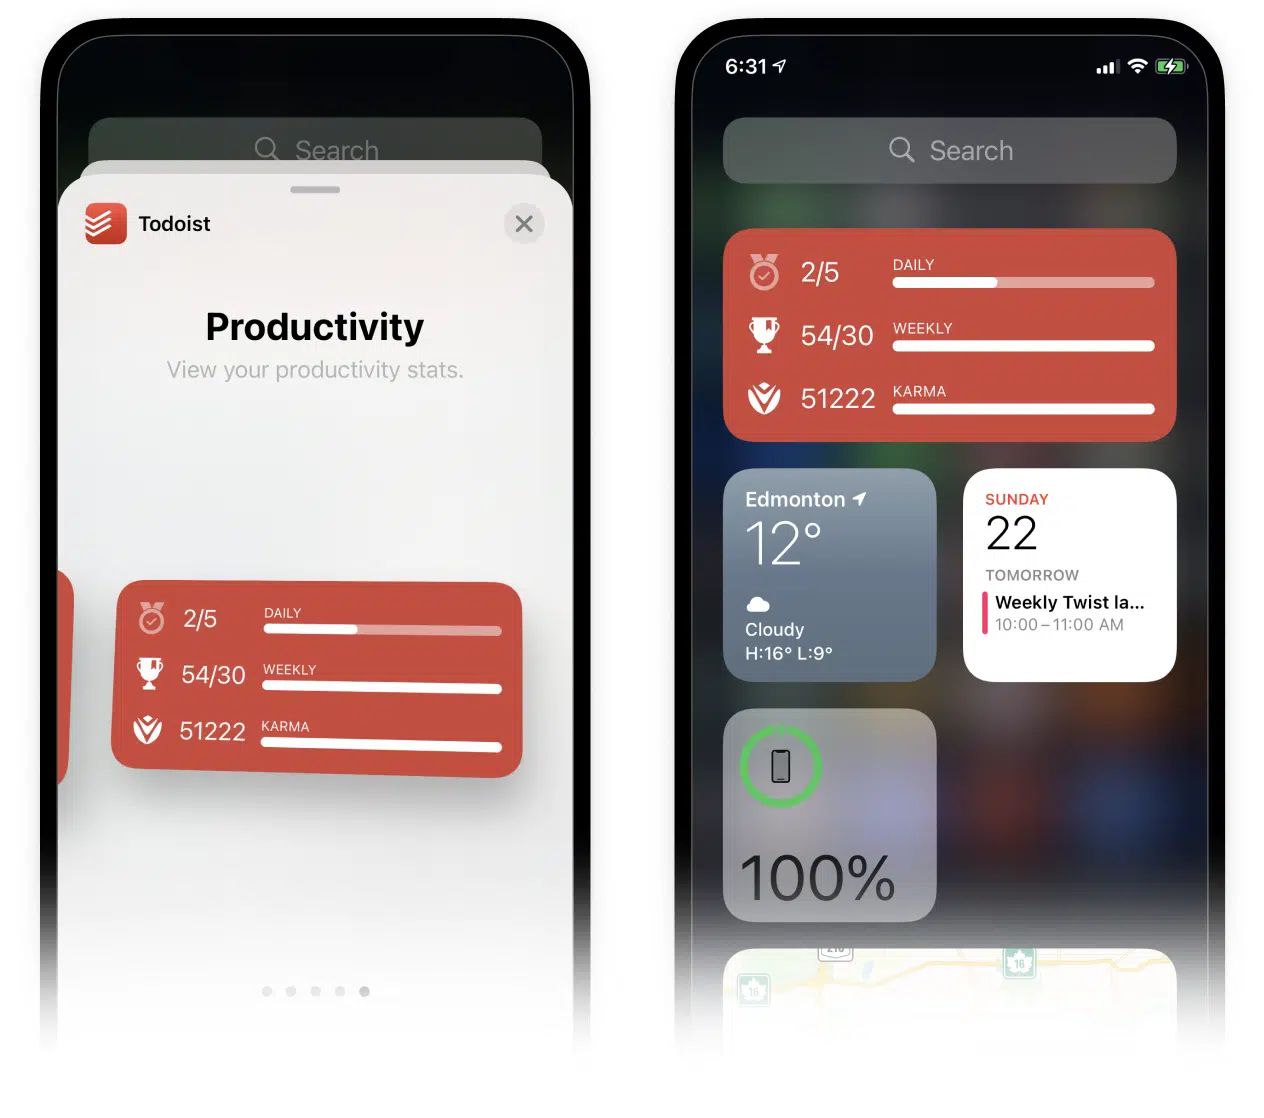 Search
Todoist
Productivity
View your productivity stats.
2/5
DAILY
54/30
WEEKLY
51222
KARMA
6:31
Search
2/5
DAILY
54/30
WEEKLY
51222
KARMA
Edmonton
12°
Cloudy
H:16° L:9°
SUNDAY
22
TOMORROW
Weekly Twist la...
10:00 – 11:00 AM
100%
16
16